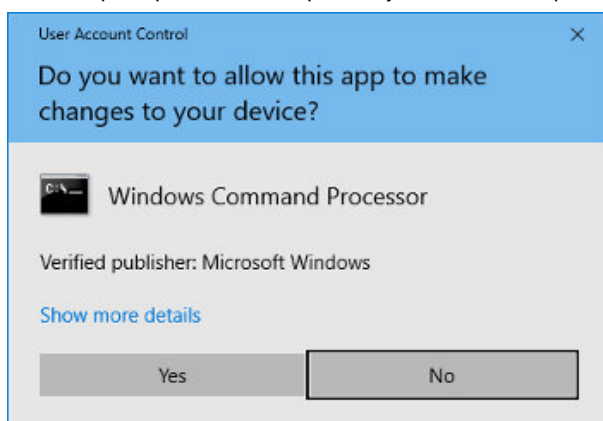 User Account Control
Do you want to allow this app to make
changes to your device?
C:\
Windows Command Processor
Verified publisher: Microsoft Windows
Show more details
Yes
No